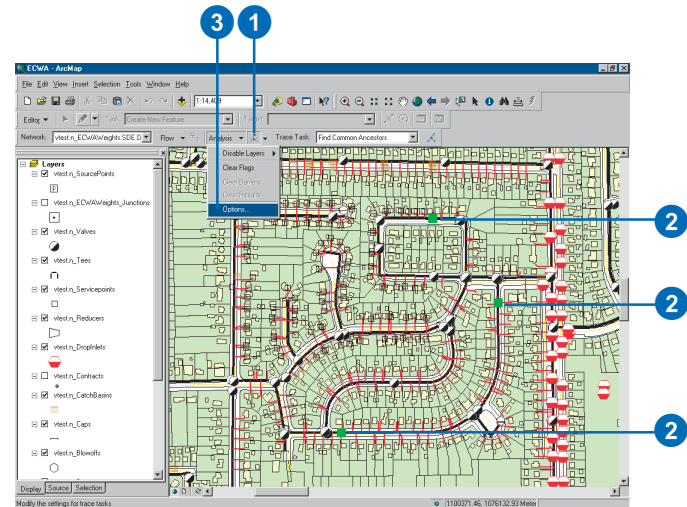 3 1
ECWA - ArcMap
File Edit View Insert Selection Tools Window Help
1:14,409
Editor Task: Create New Feature Target:
Network: vtest.n_ECWAWeights.SDE.D Flow Analysis Trace Task: Find Common Ancestors
Disable Layers
Clear Flags
Clear Barriers
Clear Results
Options...
Layers
vtest.n_SourcePoints
P
vtest.n_ECWAWeights_Junctions
vtest.n_Valves
vtest.n_Tees
vtest.n_Servicepoints
vtest.n_Reducers
vtest.n_DropInlets
vtest.n_Contracts
vtest.n_CatchBasins
vtest.n_Caps
vtest.n_Blowoffs
2
2
2
Display Source Selection
Modify the settings for trace tasks
1100371.46, 1076132.93 Meter